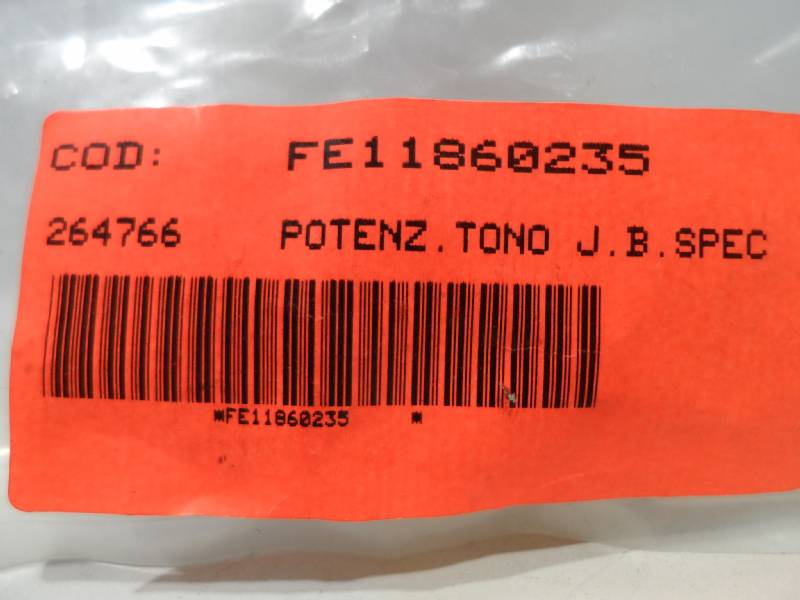 COD: FE11860235
264766 POTENZ.TONO J.B.SPEC
*FE11860235 *